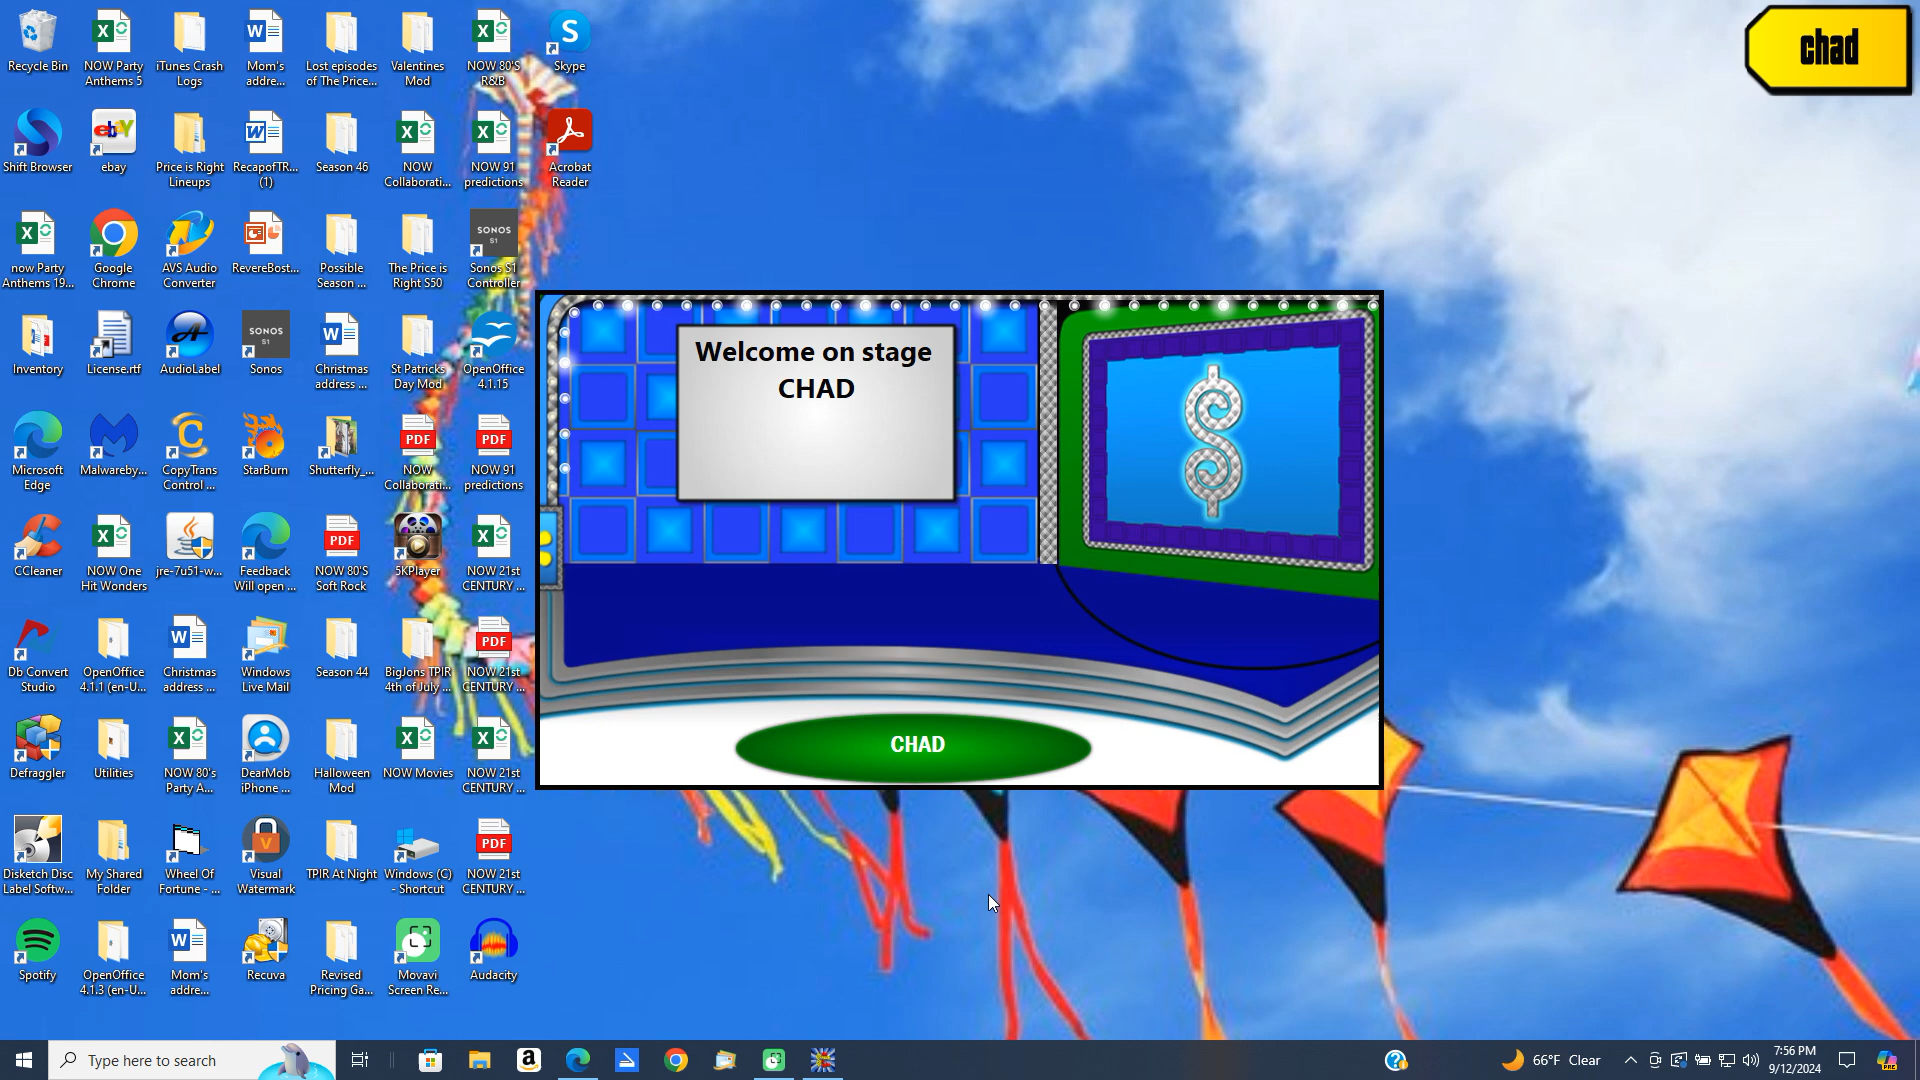 Recycle Bin
NOW Party
Anthems 5
iTunes Crash
Logs
Mom's
addre...
Lost episodes
of The Price...
Valentines
Mod
NOW 80'S
R&B
S
Skype
chad
Shift Browser
ebay
ebay
Price is Right
Lineups
RecapofTR...
(1)
Season 46
NOW
Collaborati...
NOW 91
predictions
Acrobat
Reader
now Party
Anthems 19...
Google
Chrome
AVS Audio
Converter
RevereBost...
Possible
Season ...
The Price is
Right S50
SONOS
S1
Sonos S1
Controller
Inventory
License.rtf
AudioLabel
SONOS
S1
Sonos
Christmas
address ...
St Patricks
Day Mod
OpenOffice
4.1.15
Welcome on stage
CHAD
Microsoft
Edge
Malwareby...
CopyTrans
Control ...
StarBurn
Shutterfly_...
PDF
NOW
Collaborati...
PDF
NOW 91
predictions
CCleaner
NOW One
Hit Wonders
jre-7u51-w...
Feedback
Will open ...
PDF
NOW 80'S
Soft Rock
5KPlayer
NOW 21st
CENTURY ...
Db Convert
Studio
OpenOffice
4.1.1 (en-U...
Christmas
address ...
Windows
Live Mail
Season 44
BigJons TPIR
4th of July ...
PDF
NOW 21st
CENTURY ...
CHAD
Defraggler
Utilities
NOW 80's
Party A...
DearMob
iPhone ...
Halloween
Mod
NOW Movies
NOW 21st
CENTURY ...
Disketch Disc
Label Softw...
My Shared
Folder
Wheel Of
Fortune - ...
Visual
Watermark
TPIR At Night
Windows (C)
- Shortcut
PDF
NOW 21st
CENTURY ...
Spotify
OpenOffice
4.1.3 (en-U...
Mom's
addre...
Recuva
Revised
Pricing Ga...
Movavi
Screen Re...
Audacity
Type here to search
66°F Clear
7:56 PM
9/12/2024